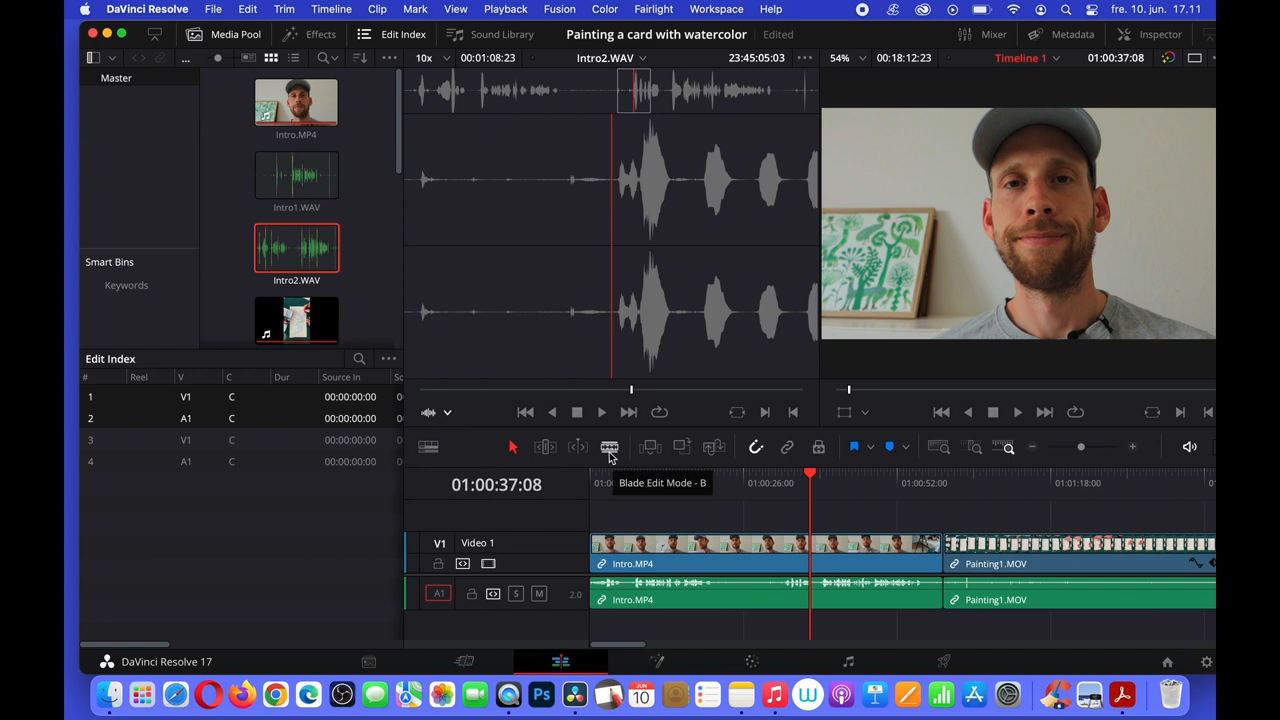 DaVinci Resolve File Edit Trim Timeline Clip Mark View Playback Fusion Color Fairlight Workspace Help fre. 10. jun. 17.11
Media Pool Effects Edit Index Sound Library Painting a card with watercolor Edited Mixer Metadata Inspector
... 10x 00:01:08:23 Intro2.WAV 23:45:05:03 54% 00:18:12:23 Timeline 1 01:00:37:08
Master
Intro.MP4
Intro1.WAV
Intro2.WAV
Smart Bins
Keywords
Edit Index
# Reel V C Dur Source In
1 V1 C 00:00:00:00
2 A1 C 00:00:00:00
3 V1 C 00:00:00:00
4 A1 C 00:00:00:00
Blade Edit Mode - B
01:00:37:08
01:00:26:00 01:00:52:00 01:01:18:00
V1 Video 1
Intro.MP4 Painting1.MOV
A1 S M 2.0
Intro.MP4 Painting1.MOV
DaVinci Resolve 17
JUN
10
Ps
W